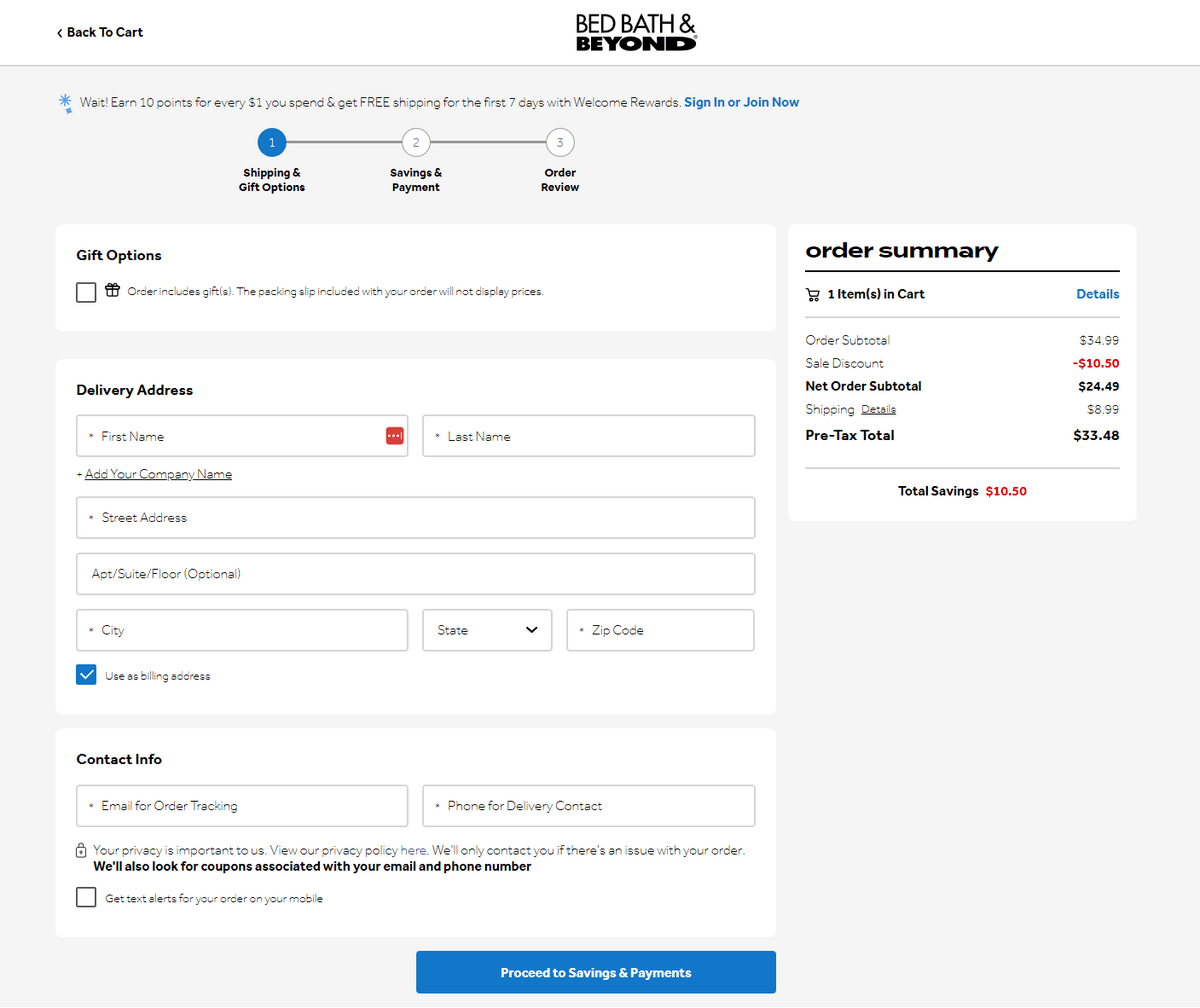 Back To Cart
BED BATH &
BEYOND®
Wait! Earn 10 points for every $1 you spend & get FREE shipping for the first 7 days with Welcome Rewards. Sign In or Join Now
1 2 3
Shipping & Savings & Order
Gift Options Payment Review
Gift Options
Order includes gift(s). The packing slip included with your order will not display prices.
Delivery Address
* First Name * Last Name
+ Add Your Company Name
* Street Address
Apt/Suite/Floor (Optional)
* City State * Zip Code
Use as billing address
Contact Info
* Email for Order Tracking * Phone for Delivery Contact
Your privacy is important to us. View our privacy policy here. We'll only contact you if there's an issue with your order.
We'll also look for coupons associated with your email and phone number
Get text alerts for your order on your mobile
Proceed to Savings & Payments
order summary
1 Item(s) in Cart Details
Order Subtotal $34.99
Sale Discount -$10.50
Net Order Subtotal $24.49
Shipping Details $8.99
Pre-Tax Total $33.48
Total Savings $10.50